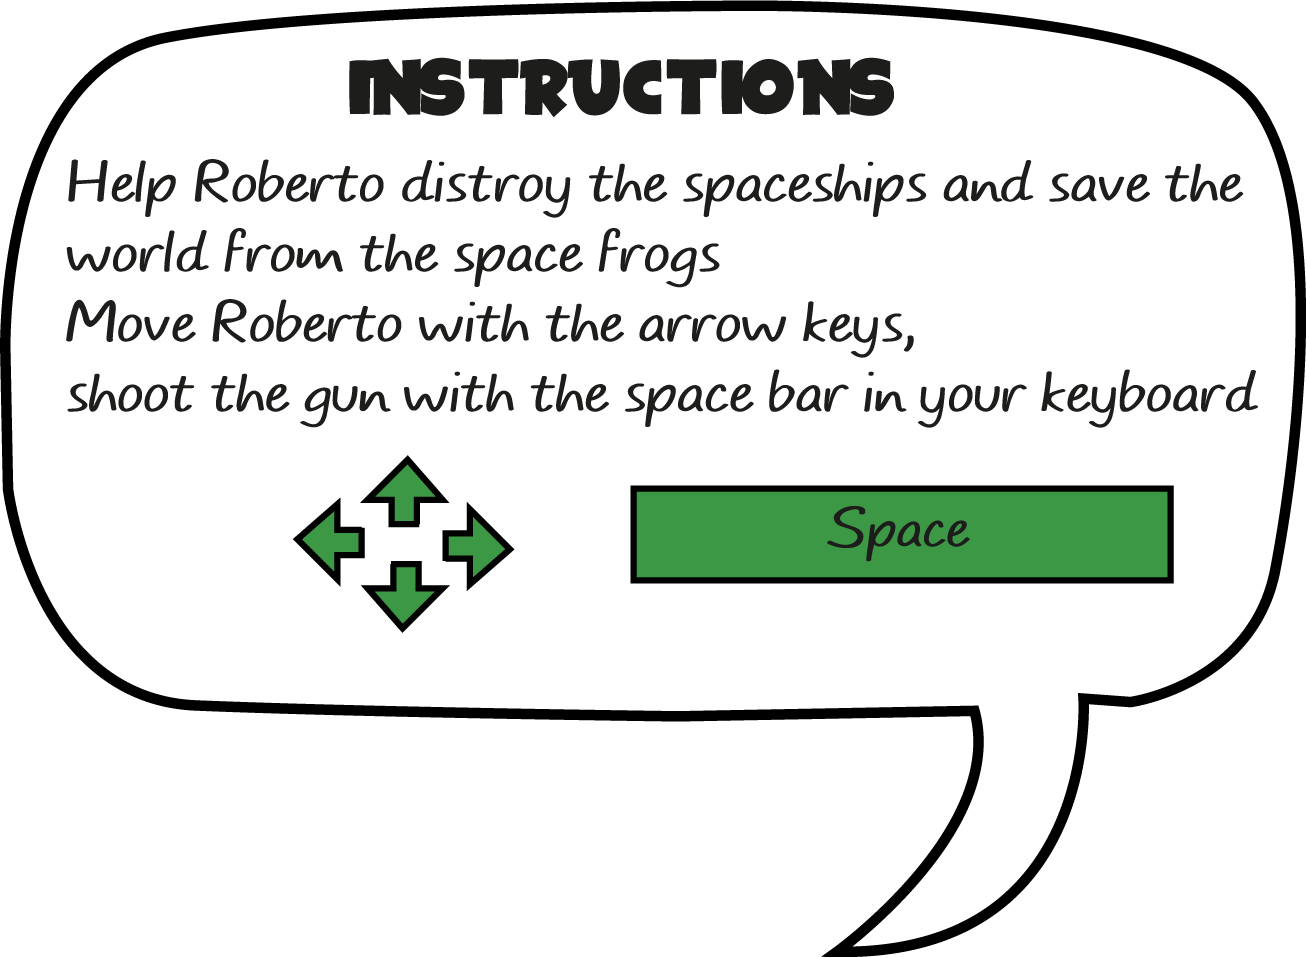 INSTRUCTIONS
Help Roberto distroy the spaceships and save the
world from the space frogs
Move Roberto with the arrow keys,
shoot the gun with the space bar in your keyboard
Space